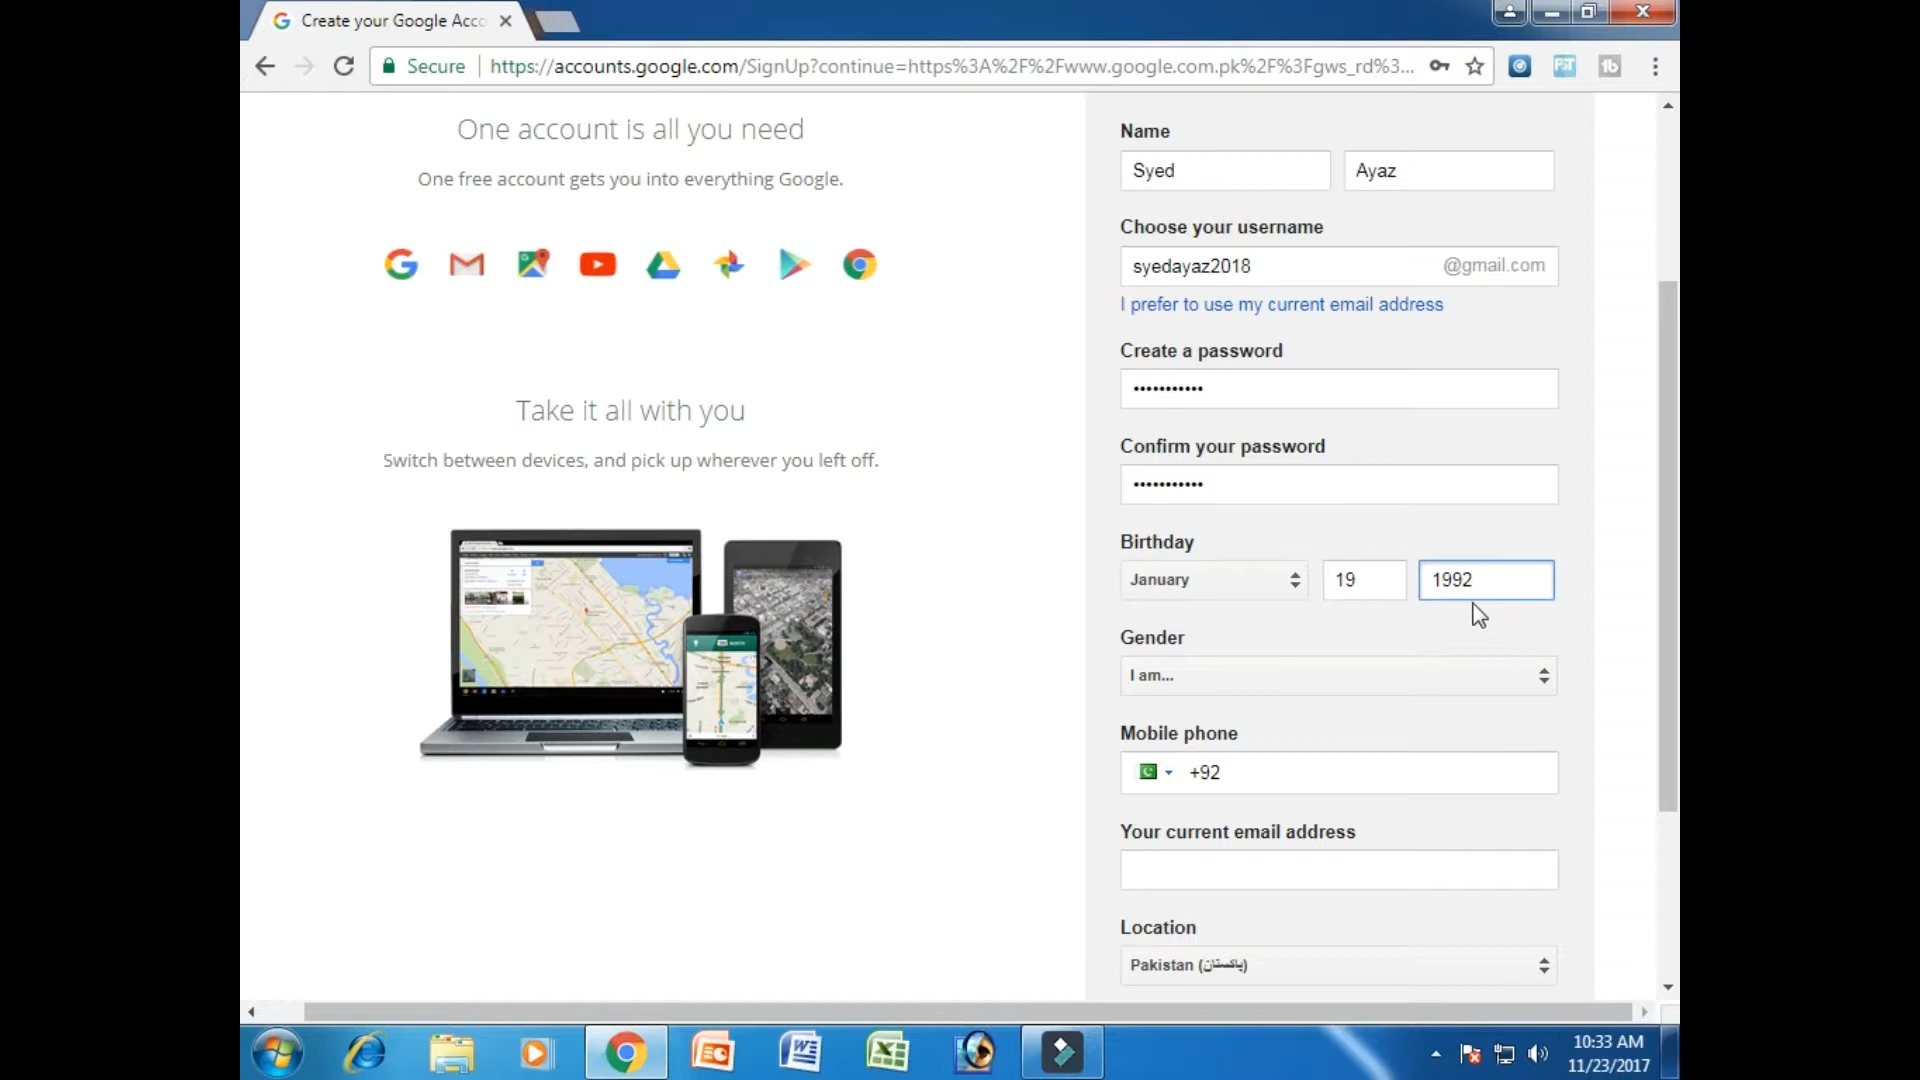 Create your Google Acco
Secure
https://accounts.google.com/SignUp?continue=https%3A%2F%2Fwww.google.com.pk%2F%3Fgws_rd%3...
One account is all you need
One free account gets you into everything Google.
Take it all with you
Switch between devices, and pick up wherever you left off.
Name
Syed Ayaz
Choose your username
syedayaz2018 @gmail.com
I prefer to use my current email address
Create a password
•••••••••••
Confirm your password
•••••••••••
Birthday
January 19 1992
Gender
I am...
Mobile phone
+92
Your current email address
Location
Pakistan (پاکستان)
10:33 AM
11/23/2017